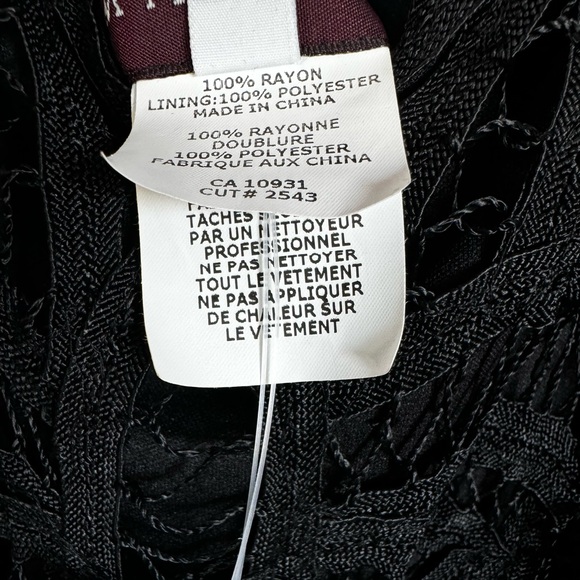 100% RAYON
LINING:100% POLYESTER
MADE IN CHINA
100% RAYONNE
DOUBLURE
100% POLYESTER
FABRIQUE AUX CHINA
CA 10931
CUT# 2543
TACHES
PAR UN NETTOYEUR
PROFESSIONNEL
NE PAS NETTOYER
TOUT LE VETEMENT
NE PAS APPLIQUER
DE CHALEUR SUR
LE VETEMENT